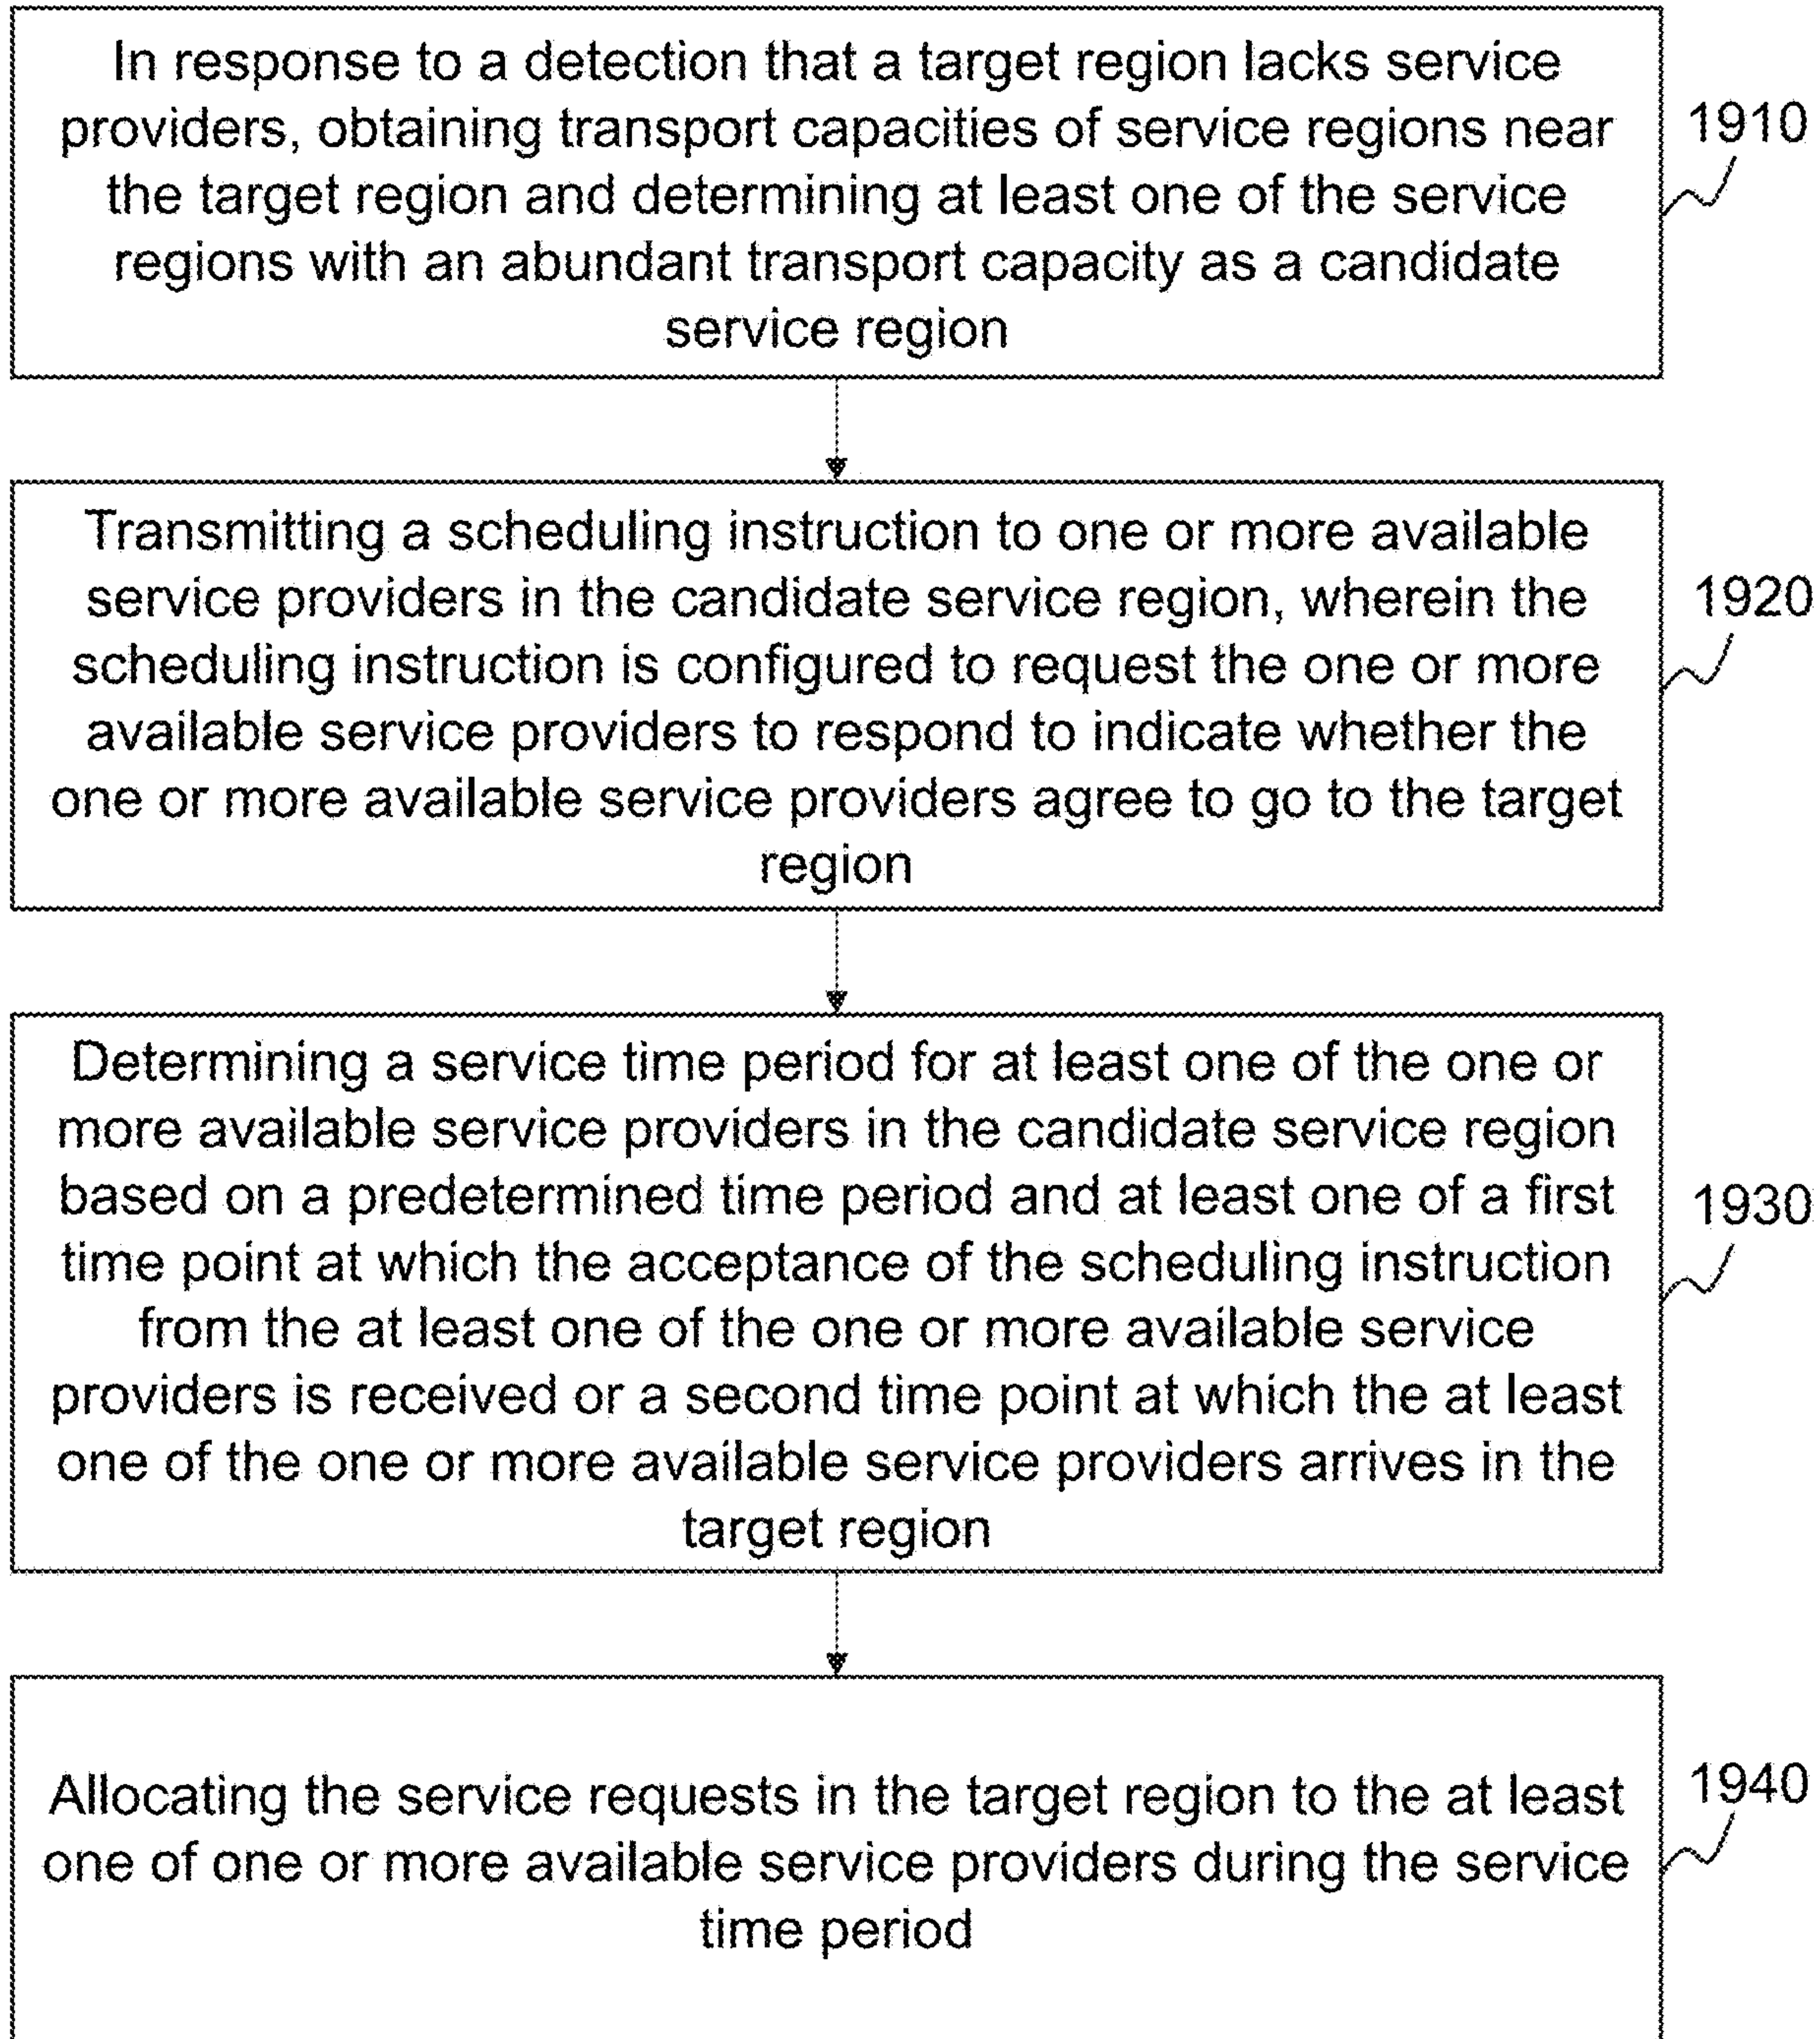 In response to a detection that a target region lacks service
providers, obtaining transport capacities of service regions near
the target region and determining at least one of the service
regions with an abundant transport capacity as a candidate
service region
1910
Transmitting a scheduling instruction to one or more available
service providers in the candidate service region, wherein the
scheduling instruction is configured to request the one or more
available service providers to respond to indicate whether the
one or more available service providers agree to go to the target
region
1920
Determining a service time period for at least one of the one or
more available service providers in the candidate service region
based on a predetermined time period and at least one of a first
time point at which the acceptance of the scheduling instruction
from the at least one of the one or more available service
providers is received or a second time point at which the at least
one of the one or more available service providers arrives in the
target region
1930
Allocating the service requests in the target region to the at least
one of one or more available service providers during the service
time period
1940